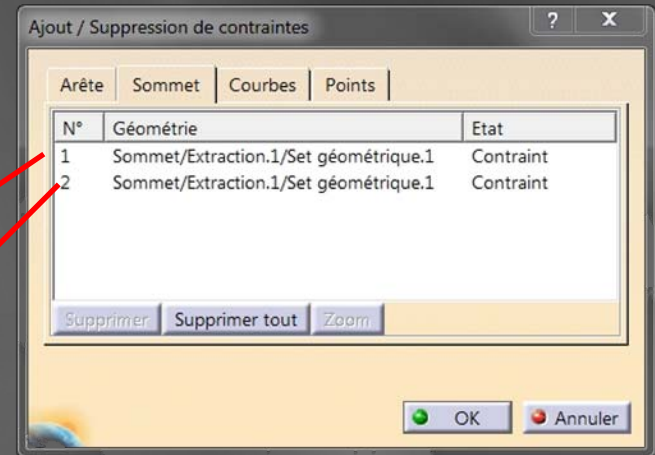 Ajout / Suppression de contraintes ? X
Arête Sommet Courbes Points
N° Géométrie Etat
1 Sommet/Extraction.1/Set géométrique.1 Contraint
2 Sommet/Extraction.1/Set géométrique.1 Contraint
Supprimer Supprimer tout Zoom
OK Annuler